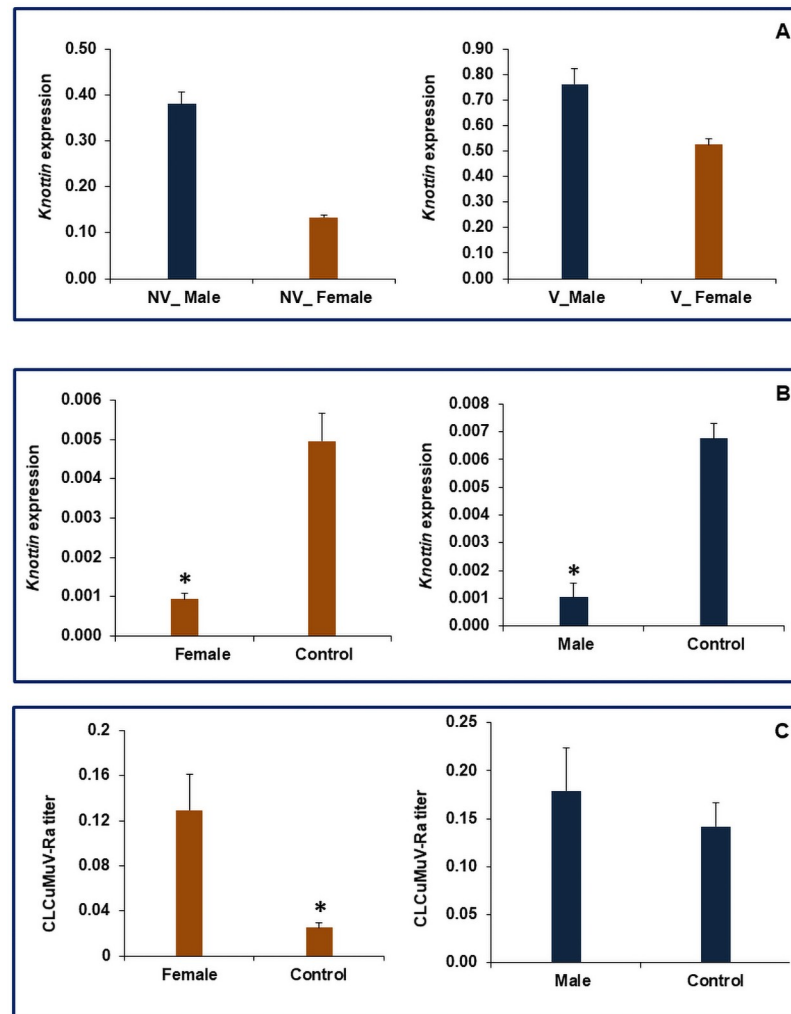 A
Knottin expression
0.50
0.40
0.30
0.20
0.10
0.00
NV_ Male
NV_ Female
Knottin expression
0.90
0.80
0.70
0.60
0.50
0.40
0.30
0.20
0.10
0.00
V_Male
V_ Female
B
Knottin expression
0.006
0.005
0.004
0.003
0.002
0.001
0.000
*
Female
Control
Knottin expression
0.008
0.007
0.006
0.005
0.004
0.003
0.002
0.001
0.000
*
Male
Control
C
CLCuMuV-Ra titer
0.2
0.16
0.12
0.08
0.04
0
*
Female
Control
CLCuMuV-Ra titer
0.25
0.20
0.15
0.10
0.05
0.00
Male
Control